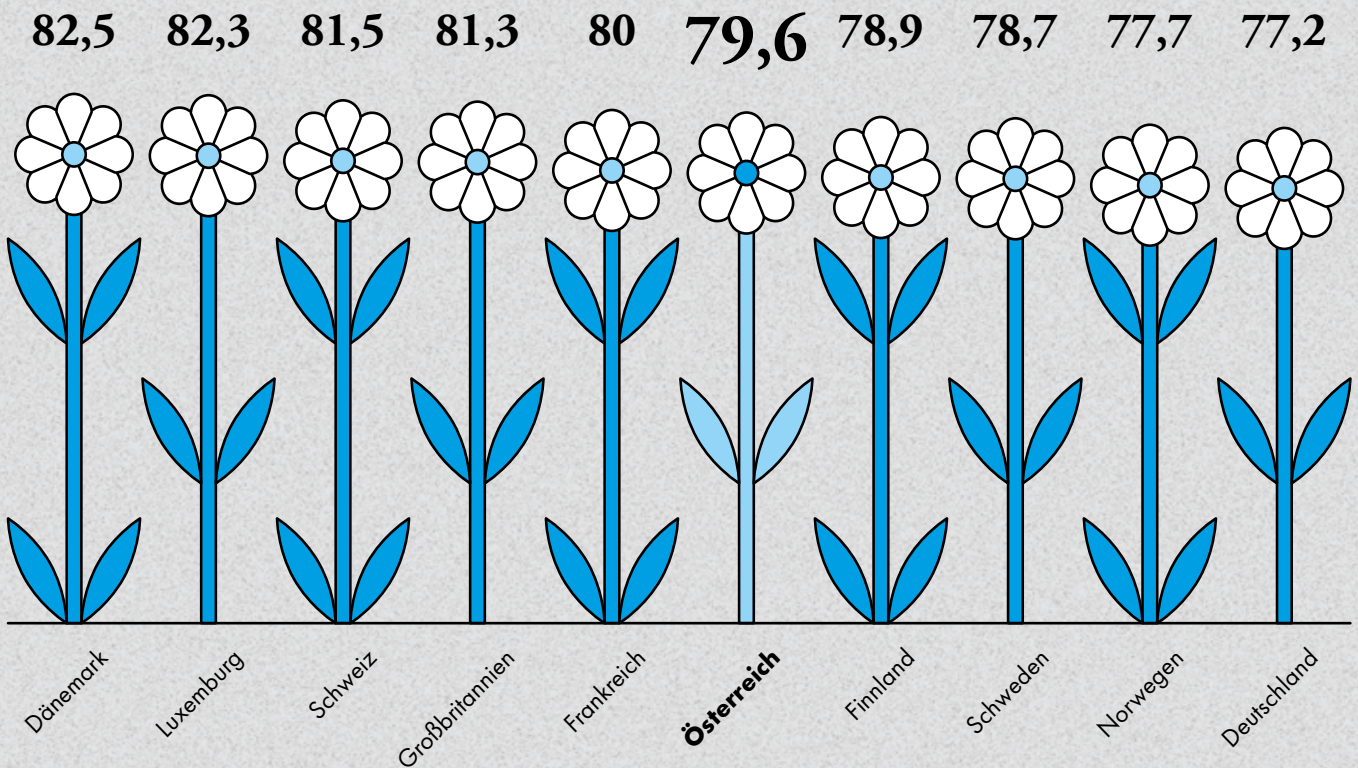 82,5 82,3 81,5 81,3 80 79,6 78,9 78,7 77,7 77,2
Dänemark
Luxemburg
Schweiz
Großbritannien
Frankreich
Österreich
Finnland
Schweden
Norwegen
Deutschland